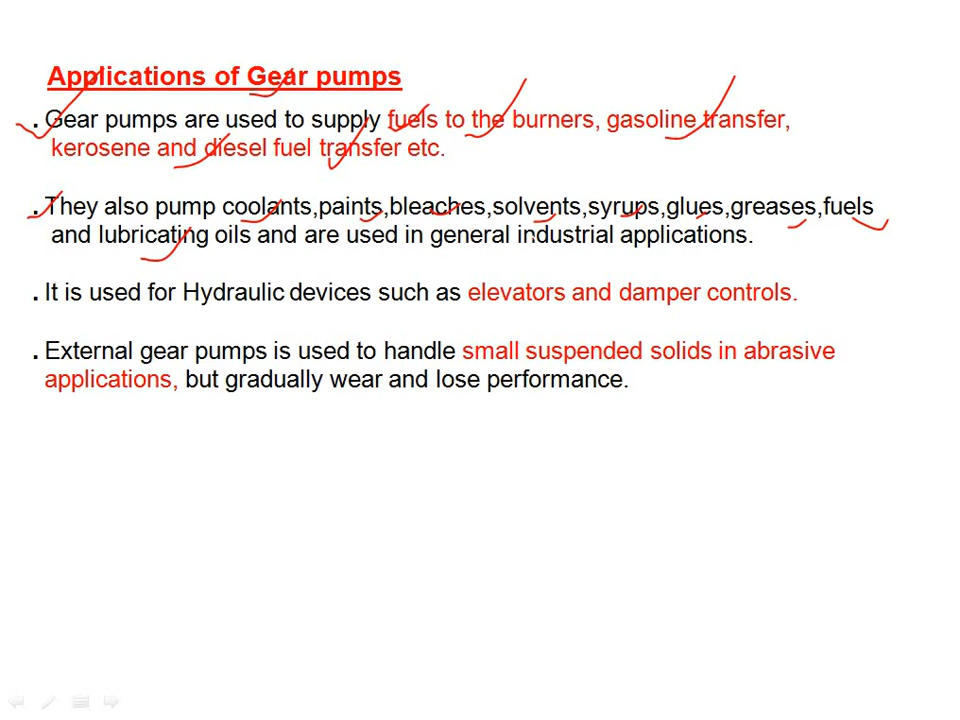 Applications of Gear pumps
. Gear pumps are used to supply fuels to the burners, gasoline transfer,
kerosene and diesel fuel transfer etc.
. They also pump coolants,paints,bleaches,solvents,syrups,glues,greases,fuels
and lubricating oils and are used in general industrial applications.
. It is used for Hydraulic devices such as elevators and damper controls.
. External gear pumps is used to handle small suspended solids in abrasive
applications, but gradually wear and lose performance.